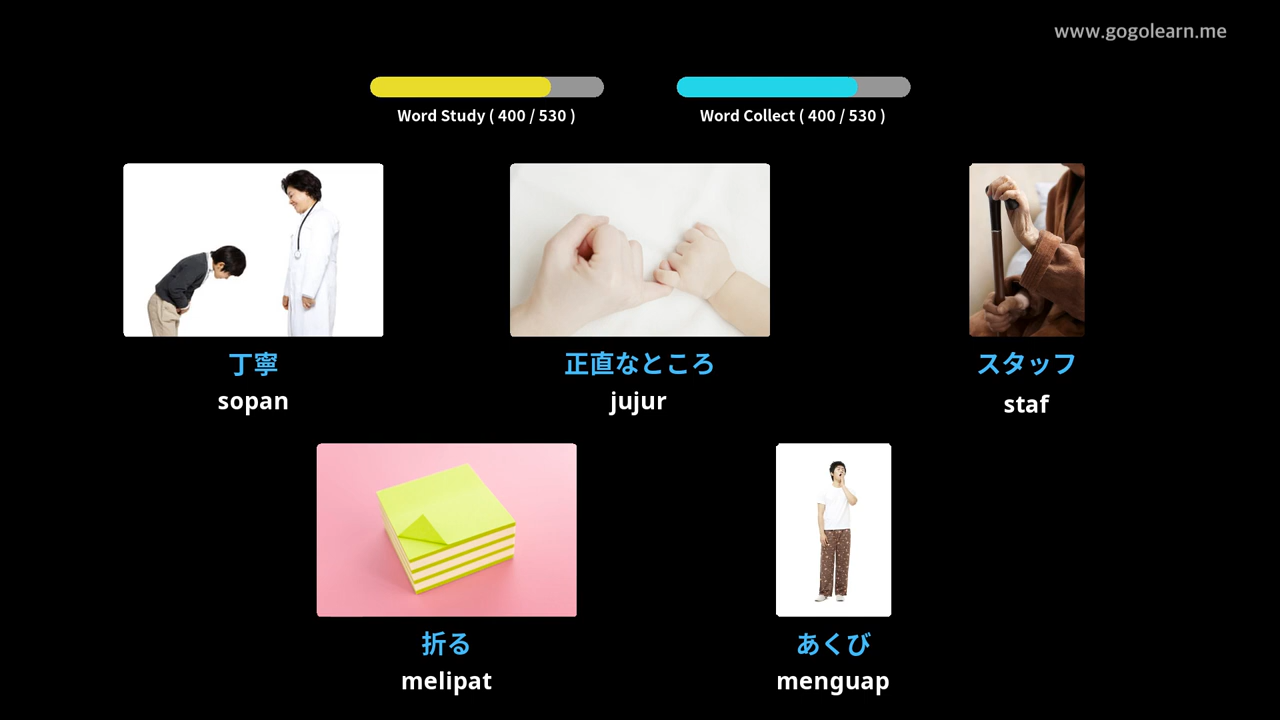 www.gogolearn.me
Word Study ( 400 / 530 )
Word Collect ( 400 / 530 )
丁寧
sopan
正直なところ
jujur
スタッフ
staf
折る
melipat
あくび
menguap